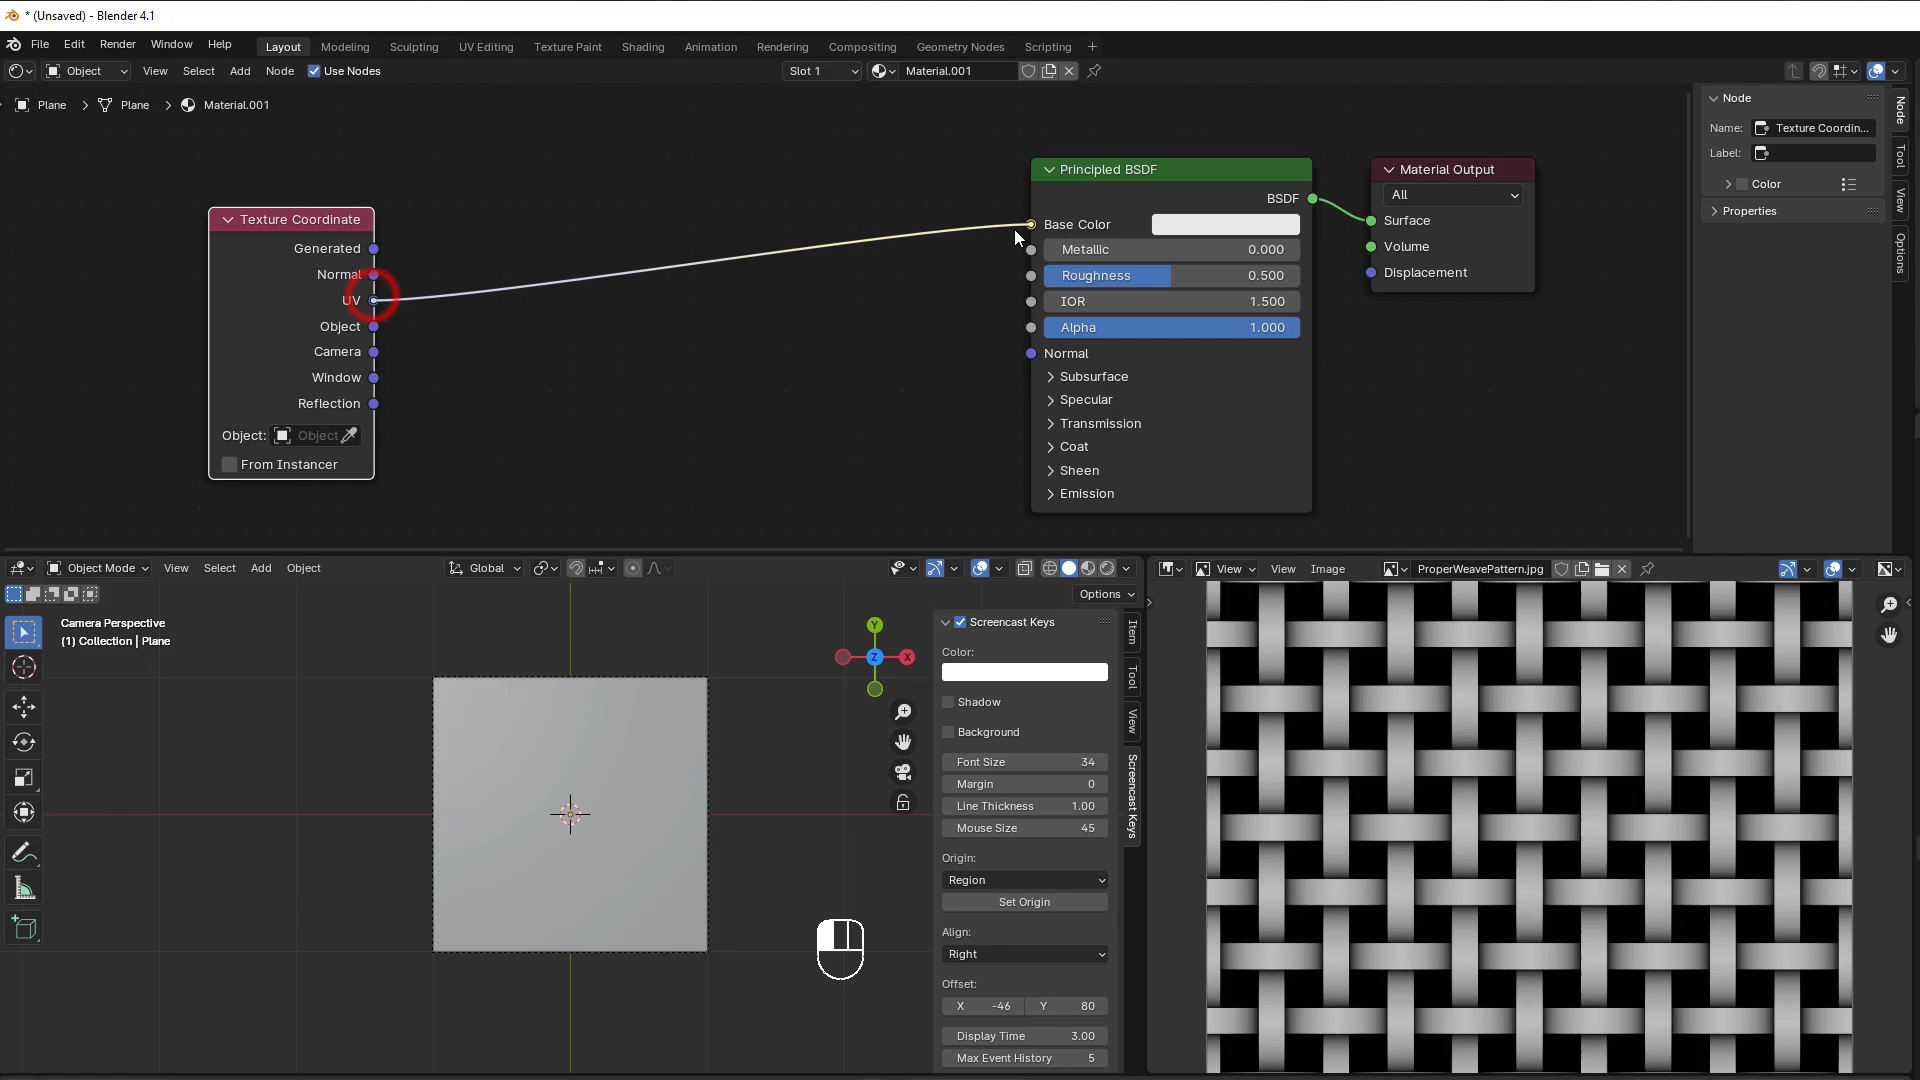 * (Unsaved) - Blender 4.1
File Edit Render Window Help Layout Modeling Sculpting UV Editing Texture Paint Shading Animation Rendering Compositing Geometry Nodes Scripting +
Object View Select Add Node Use Nodes Slot 1 Material.001
Plane > Plane > Material.001
Texture Coordinate
Generated
Normal
UV
Object
Camera
Window
Reflection
Object: Object
From Instancer
Principled BSDF
BSDF
Base Color
Metallic 0.000
Roughness 0.500
IOR 1.500
Alpha 1.000
Normal
Subsurface
Specular
Transmission
Coat
Sheen
Emission
Material Output
All
Surface
Volume
Displacement
Node
Name: Texture Coordin...
Label:
Color
Properties
Node
Tool
View
Options
Object Mode View Select Add Object Global
Options
Camera Perspective
(1) Collection | Plane
Y
Z
X
Screencast Keys
Color:
Shadow
Background
Font Size 34
Margin 0
Line Thickness 1.00
Mouse Size 45
Origin:
Region
Set Origin
Align:
Right
Offset:
X -46 Y 80
Display Time 3.00
Max Event History 5
Item
Tool
View
Screencast Keys
View View Image ProperWeavePattern.jpg